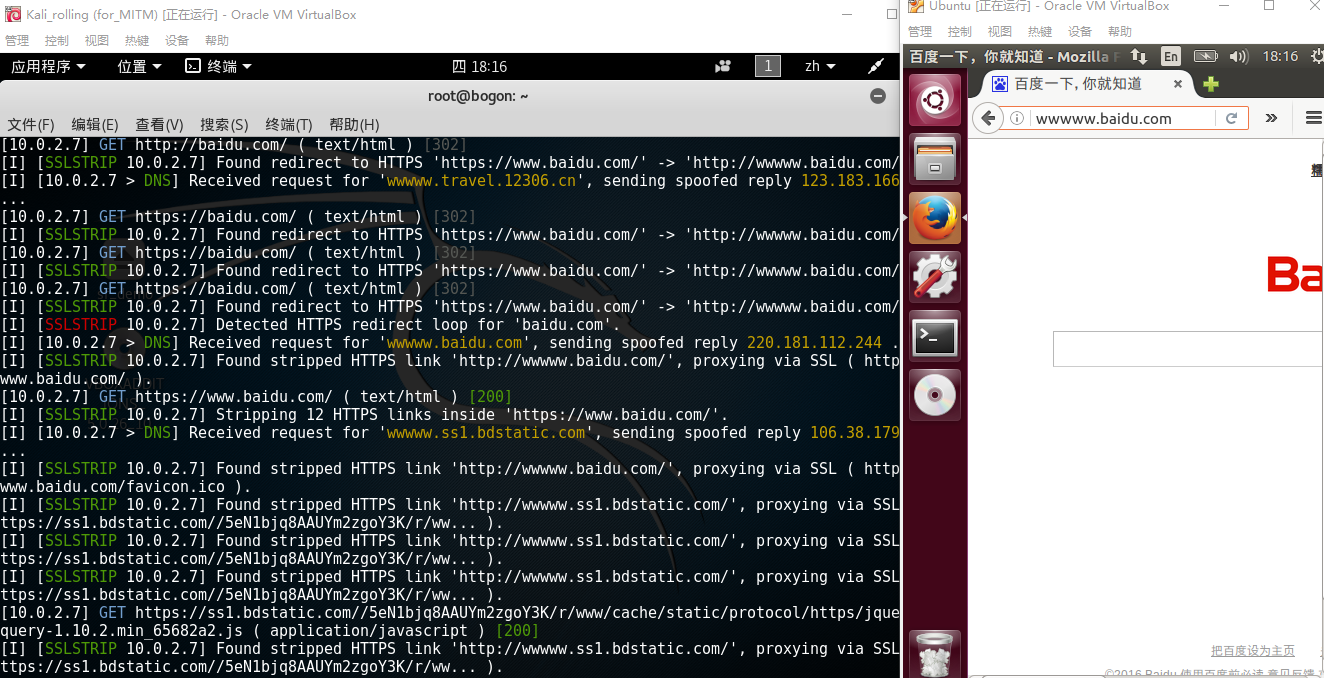 Kali_rolling (for_MITM) [正在运行] - Oracle VM VirtualBox
管理 控制 视图 热键 设备 帮助
应用程序 位置 终端 四 18:16 1 zh
root@bogon: ~
文件(F) 编辑(E) 查看(V) 搜索(S) 终端(T) 帮助(H)
[10.0.2.7] GET http://baidu.com/ ( text/html ) [302]
[I] [SSLSTRIP 10.0.2.7] Found redirect to HTTPS 'https://www.baidu.com/' -> 'http://wwwww.baidu.com/
[I] [10.0.2.7 > DNS] Received request for 'wwwww.travel.12306.cn', sending spoofed reply 123.183.166
...
[10.0.2.7] GET https://baidu.com/ ( text/html ) [302]
[I] [SSLSTRIP 10.0.2.7] Found redirect to HTTPS 'https://www.baidu.com/' -> 'http://wwwww.baidu.com/
[10.0.2.7] GET https://baidu.com/ ( text/html ) [302]
[I] [SSLSTRIP 10.0.2.7] Found redirect to HTTPS 'https://www.baidu.com/' -> 'http://wwwww.baidu.com/
[10.0.2.7] GET https://baidu.com/ ( text/html ) [302]
[I] [SSLSTRIP 10.0.2.7] Found redirect to HTTPS 'https://www.baidu.com/' -> 'http://wwwww.baidu.com/
[I] [SSLSTRIP 10.0.2.7] Detected HTTPS redirect loop for 'baidu.com'.
[I] [10.0.2.7 > DNS] Received request for 'wwwww.baidu.com', sending spoofed reply 220.181.112.244 .
[I] [SSLSTRIP 10.0.2.7] Found stripped HTTPS link 'http://wwwww.baidu.com/', proxying via SSL ( http
www.baidu.com/ ).
[10.0.2.7] GET https://www.baidu.com/ ( text/html ) [200]
[I] [SSLSTRIP 10.0.2.7] Stripping 12 HTTPS links inside 'https://www.baidu.com/'.
[I] [10.0.2.7 > DNS] Received request for 'wwwww.ss1.bdstatic.com', sending spoofed reply 106.38.179
...
[I] [SSLSTRIP 10.0.2.7] Found stripped HTTPS link 'http://wwwww.baidu.com/', proxying via SSL ( http
www.baidu.com/favicon.ico ).
[I] [SSLSTRIP 10.0.2.7] Found stripped HTTPS link 'http://wwwww.ss1.bdstatic.com/', proxying via SSL
ttps://ss1.bdstatic.com//5eN1bjq8AAUYm2zgoY3K/r/ww... ).
[I] [SSLSTRIP 10.0.2.7] Found stripped HTTPS link 'http://wwwww.ss1.bdstatic.com/', proxying via SSL
ttps://ss1.bdstatic.com//5eN1bjq8AAUYm2zgoY3K/r/ww... ).
[I] [SSLSTRIP 10.0.2.7] Found stripped HTTPS link 'http://wwwww.ss1.bdstatic.com/', proxying via SSL
ttps://ss1.bdstatic.com//5eN1bjq8AAUYm2zgoY3K/r/ww... ).
[10.0.2.7] GET https://ss1.bdstatic.com//5eN1bjq8AAUYm2zgoY3K/r/www/cache/static/protocol/https/jque
query-1.10.2.min_65682a2.js ( application/javascript ) [200]
[I] [SSLSTRIP 10.0.2.7] Found stripped HTTPS link 'http://wwwww.ss1.bdstatic.com/', proxying via SSL
ttps://ss1.bdstatic.com//5eN1bjq8AAUYm2zgoY3K/r/ww... ).
Ubuntu [正在运行] - Oracle VM VirtualBox
管理 控制 视图 热键 设备 帮助
百度一下，你就知道 - Mozilla F En 18:16
百度一下, 你就知道
wwwww.baidu.com
Ba
把百度设为主页
©2016 Baidu 使用百度前必读 意见反馈